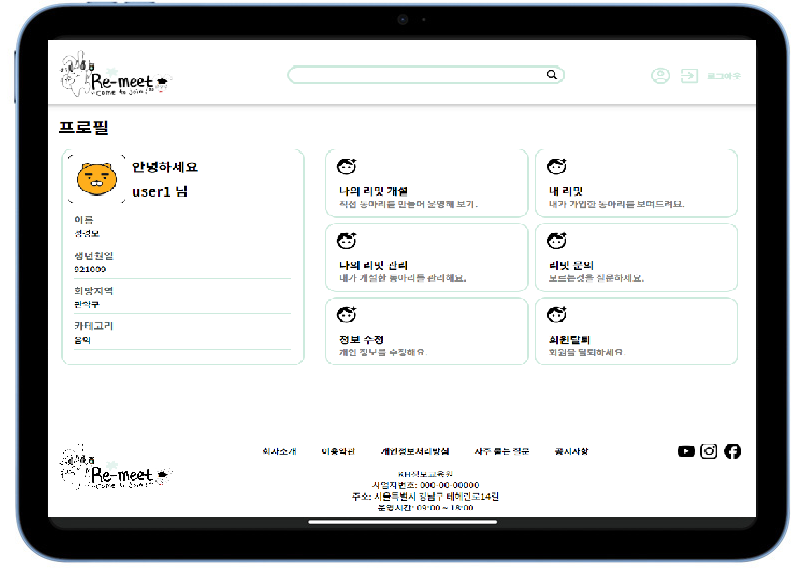 Re-meet
come to join!
로그아웃
프로필
안녕하세요
user1 님
이름
생년월일
921009
희망지역
카테고리
음악
나의 리밋 개설
직접 동아리를 만들어 운영해 보기.
내 리밋
내가 가입한 동아리를 보여드려요.
나의 리밋 관리
내가 개설한 동아리를 관리해요.
리밋 문의
모르는것을 질문하세요.
정보 수정
개인 정보를 수정해요.
회원탈퇴
회원을 탈퇴하세요.
Re-meet
come to join!
회사소개 이용약관 개인정보처리방침 자주 묻는 질문 공지사항
KH정보교육원
사업자번호: 000-00-00000
주소: 서울특별시 강남구 테헤란로14길
운영시간: 09:00 ~ 18:00